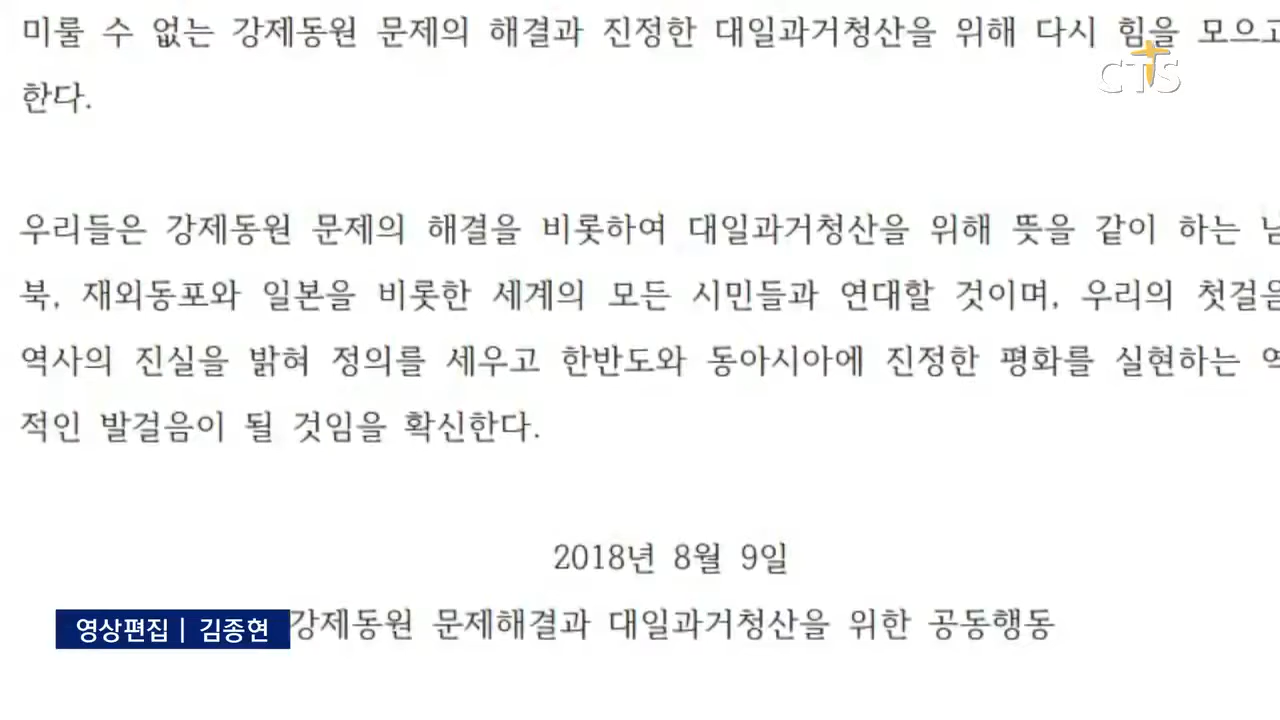 미룰 수 없는 강제동원 문제의 해결과 진정한 대일과거청산을 위해 다시 힘을 모으고
CTS
한다.
우리들은 강제동원 문제의 해결을 비롯하여 대일과거청산을 위해 뜻을 같이 하는
북, 재외동포와 일본을 비롯한 세계의 모든 시민들과 연대할 것이며, 우리의
역사의 진실을 밝혀 정의를 세우고 한반도와 동아시아에 진정한 평화를 실현하는
적인 발걸음이 될 것임을 확신한다.
2018년 8월 9일
강제동원 문제해결과 대일과거청산을 위한 공동행동
영상편집 | 김종현